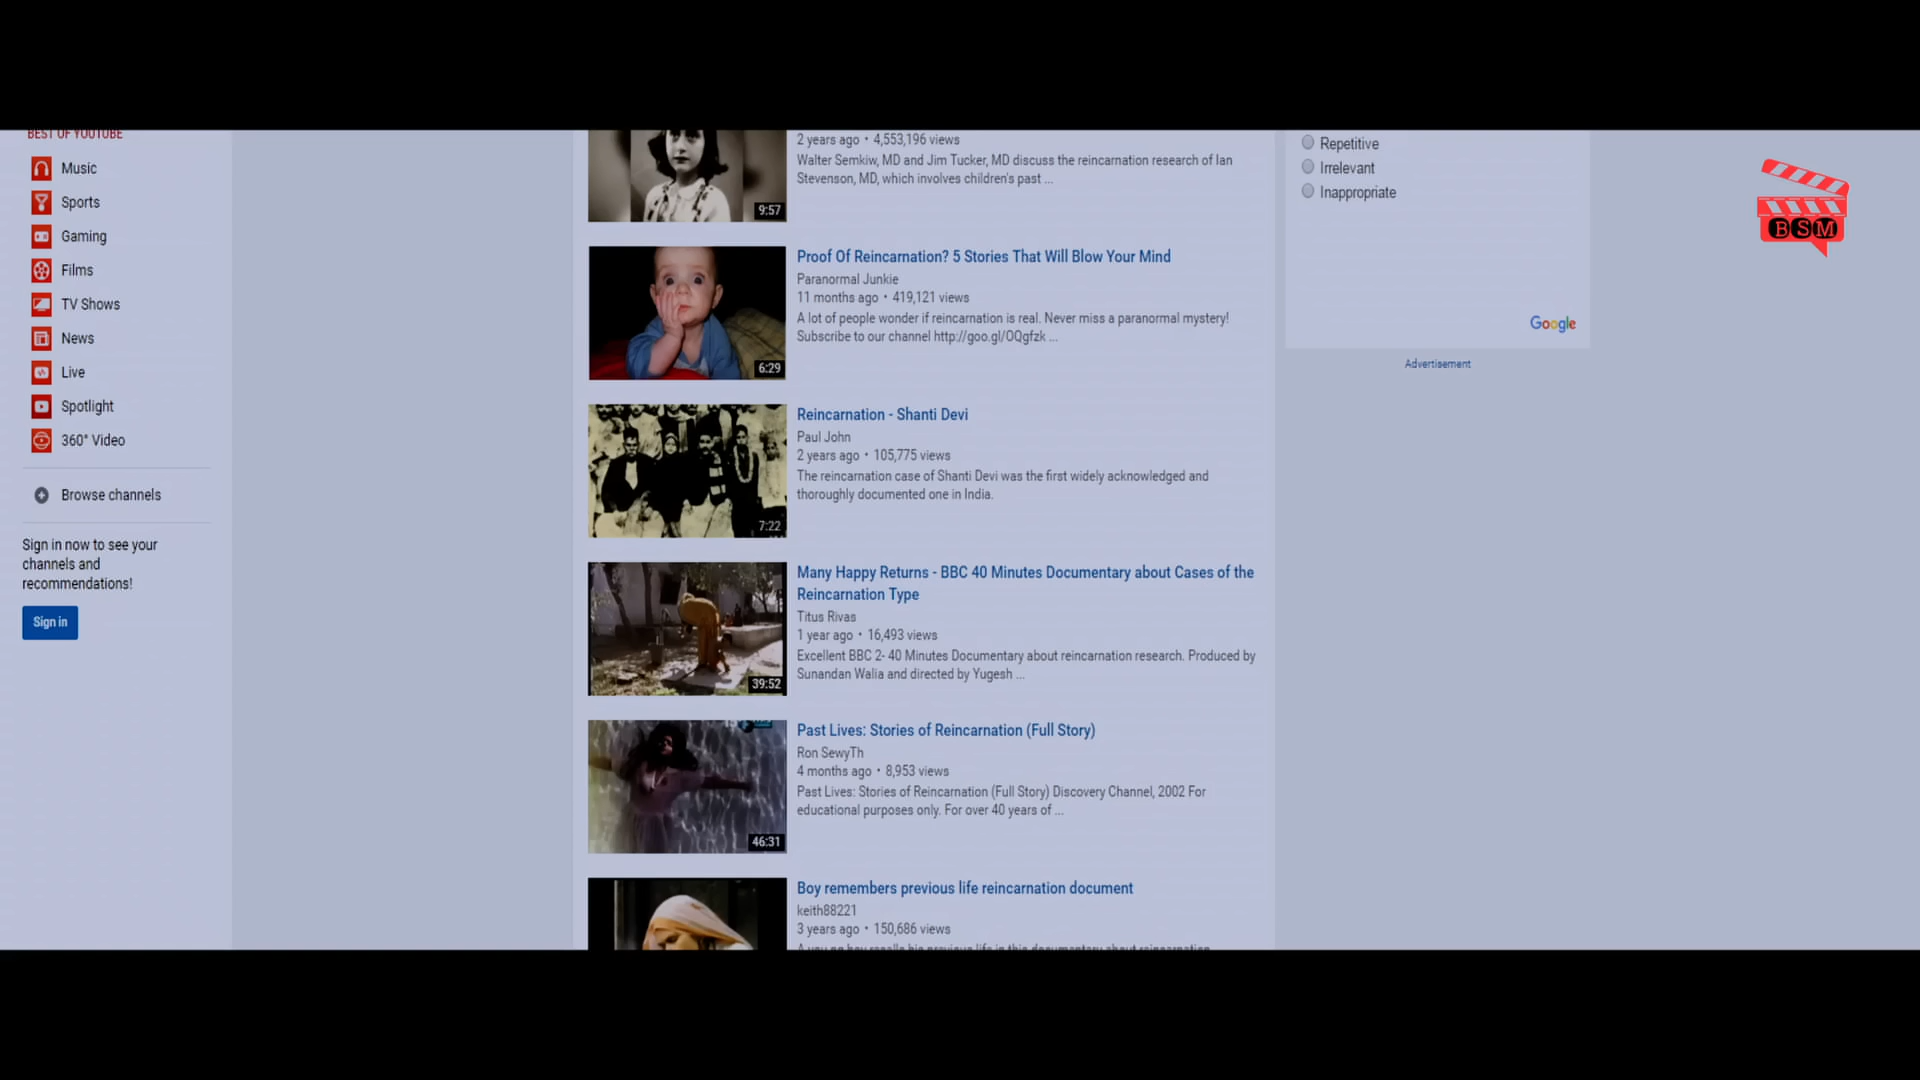 BEST OF YOUTUBE
Music
Sports
Gaming
Films
TV Shows
News
Live
Spotlight
360° Video
Browse channels
Sign in now to see your
channels and
recommendations!
Sign in
2 years ago • 4,553,196 views
Walter Semkiw, MD and Jim Tucker, MD discuss the reincarnation research of Ian
Stevenson, MD, which involves children's past ...
9:57
Proof Of Reincarnation? 5 Stories That Will Blow Your Mind
Paranormal Junkie
11 months ago • 419,121 views
A lot of people wonder if reincarnation is real. Never miss a paranormal mystery!
Subscribe to our channel http://goo.gl/OQgfzk ...
6:29
Reincarnation - Shanti Devi
Paul John
2 years ago • 105,775 views
The reincarnation case of Shanti Devi was the first widely acknowledged and
thoroughly documented one in India.
7:22
Many Happy Returns - BBC 40 Minutes Documentary about Cases of the
Reincarnation Type
Titus Rivas
1 year ago • 16,493 views
Excellent BBC 2- 40 Minutes Documentary about reincarnation research. Produced by
Sunandan Walia and directed by Yugesh ...
39:52
Past Lives: Stories of Reincarnation (Full Story)
Ron SewyTh
4 months ago • 8,953 views
Past Lives: Stories of Reincarnation (Full Story) Discovery Channel, 2002 For
educational purposes only. For over 40 years of ...
46:31
Boy remembers previous life reincarnation document
keith88221
3 years ago • 150,686 views
Repetitive
Irrelevant
Inappropriate
Google
Advertisement
BSM